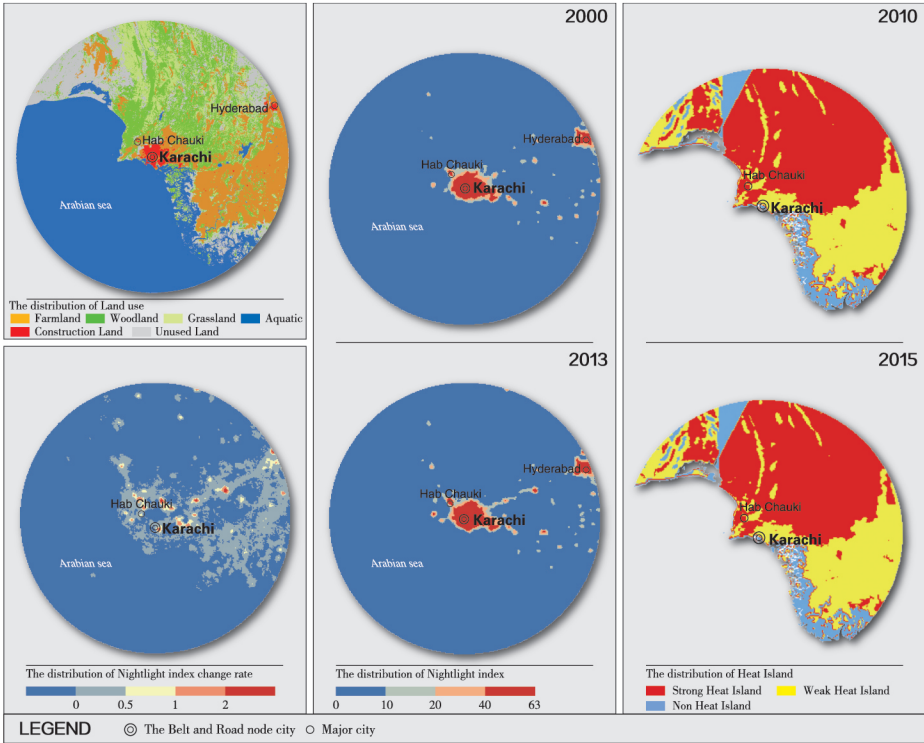 Hyderabad
Hab Chauki
Karachi
Arabian sea
The distribution of Land use
Farmland Woodland Grassland Aquatic
Construction Land Unused Land
2000
Hyderabad
Hab Chauki
Karachi
Arabian sea
2010
Hab Chauki
Karachi
Hab Chauki
Karachi
Arabian sea
The distribution of Nightlight index change rate
0 0.5 1 2
2013
Hyderabad
Hab Chauki
Karachi
Arabian sea
The distribution of Nightlight index
0 10 20 40 63
2015
Hab Chauki
Karachi
The distribution of Heat Island
Strong Heat Island Weak Heat Island
Non Heat Island
LEGEND The Belt and Road node city Major city